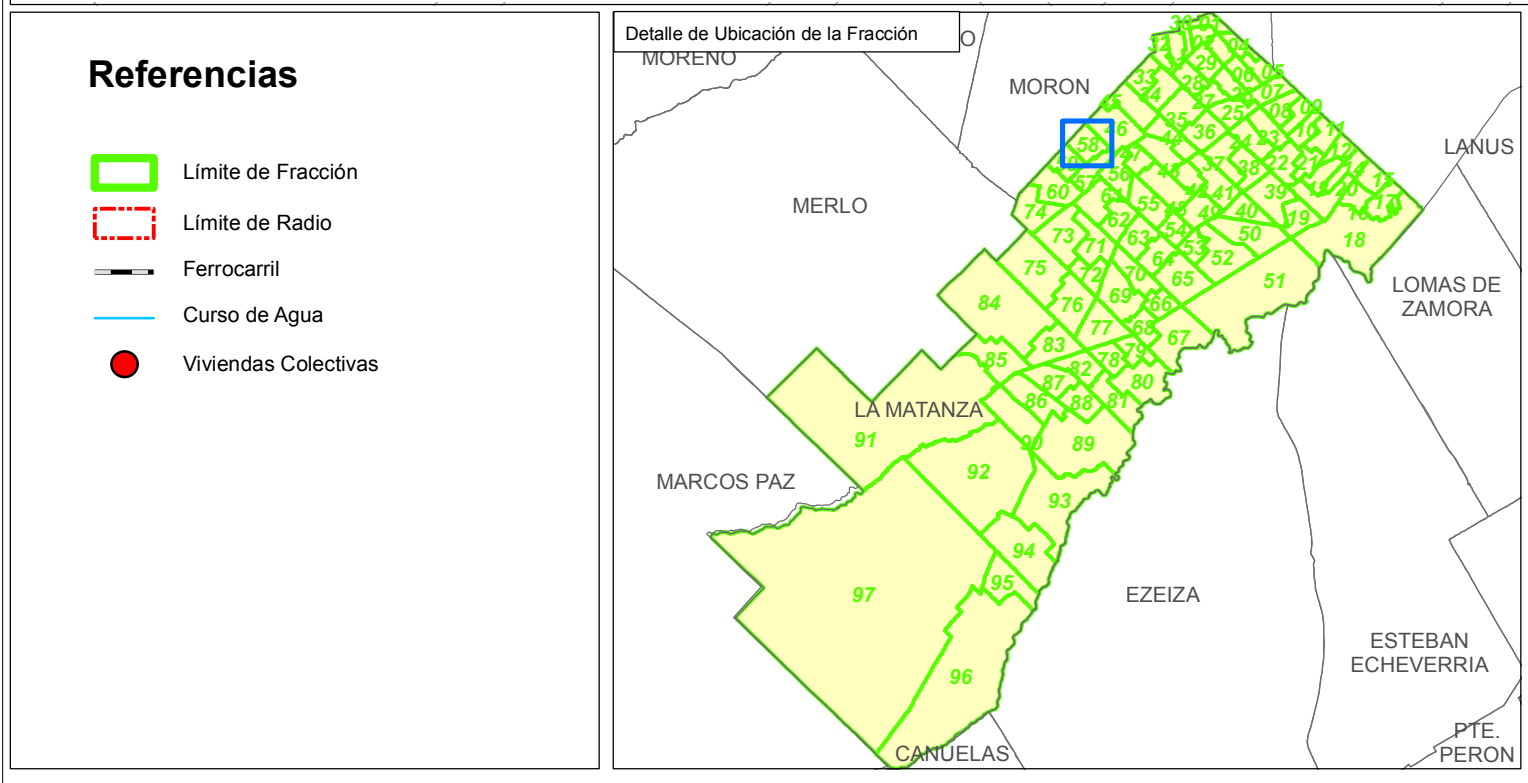 Referencias
Límite de Fracción
Límite de Radio
Ferrocarril
Curso de Agua
Viviendas Colectivas
Detalle de Ubicación de la Fracción
O
MORENO
MORON
MERLO
LANUS
LOMAS DE
ZAMORA
LA MATANZA
MARCOS PAZ
EZEIZA
ESTEBAN
ECHEVERRIA
PTE.
PERON
CANUELAS
30 01
32 02 04
29 05
33 28 06 07
34 27 25 08 09
45 46 35 36 10 11
58 44 24 23 12
47 37 38 22 21 14
57 56 48 39 15
60 61 55 41 20 17
74 62 43 49 40 19 16
73 71 63 54 53 50 18
75 72 70 64 52 51
84 76 69 66 65
77 68 67
83 79
85 82 78
87 80
86 88 81
91 90 89
92
93
94
95
97
96